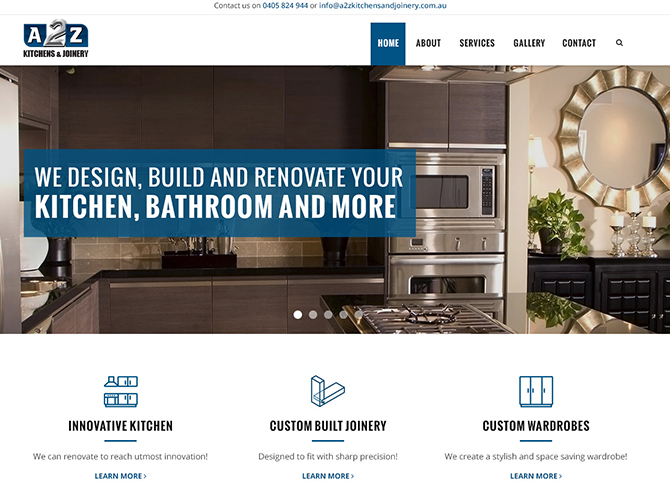 Contact us on 0405 824 944 or info@a2zkitchensandjoinery.com.au
A2Z
KITCHENS & JOINERY
HOME ABOUT SERVICES GALLERY CONTACT
WE DESIGN, BUILD AND RENOVATE YOUR
KITCHEN, BATHROOM AND MORE
INNOVATIVE KITCHEN CUSTOM BUILT JOINERY CUSTOM WARDROBES
We can renovate to reach utmost innovation! Designed to fit with sharp precision! We create a stylish and space saving wardrobe!
LEARN MORE › LEARN MORE › LEARN MORE ›